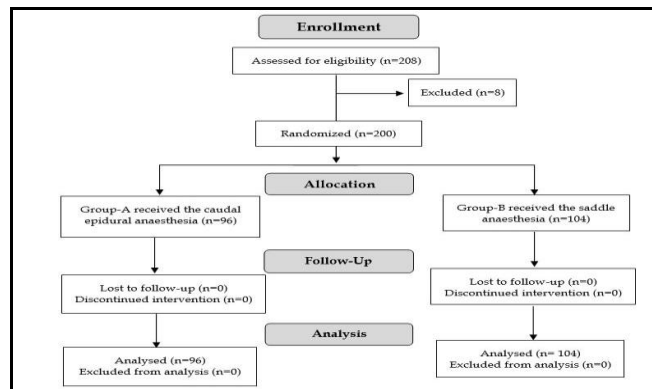 Enrollment
Assessed for eligibility (n=208)
Excluded (n=8)
Randomized (n=200)
Allocation
Group-A received the caudal
epidural anaesthesia (n=96)
Group-B received the saddle
anaesthesia (n=104)
Follow-Up
Lost to follow-up (n=0)
Discontinued intervention (n=0)
Lost to follow-up (n=0)
Discontinued intervention (n=0)
Analysis
Analysed (n=96)
Excluded from analysis (n=0)
Analysed (n= 104)
Excluded from analysis (n=0)